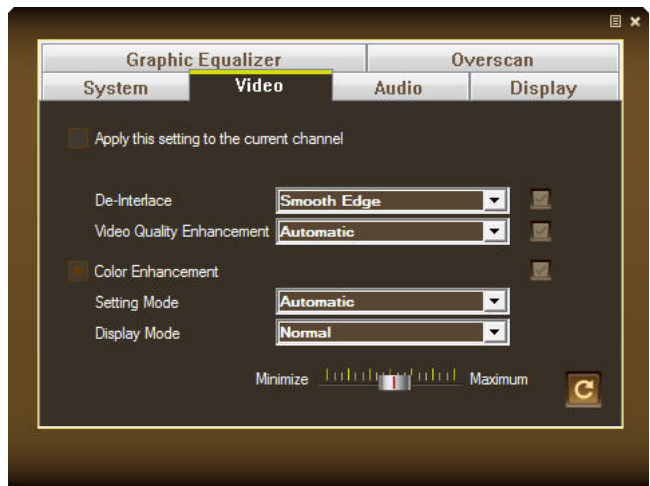 Graphic Equalizer Overscan
System Video Audio Display
Apply this setting to the current channel
De-Interlace Smooth Edge
Video Quality Enhancement Automatic
Color Enhancement
Setting Mode Automatic
Display Mode Normal
Minimize Maximum